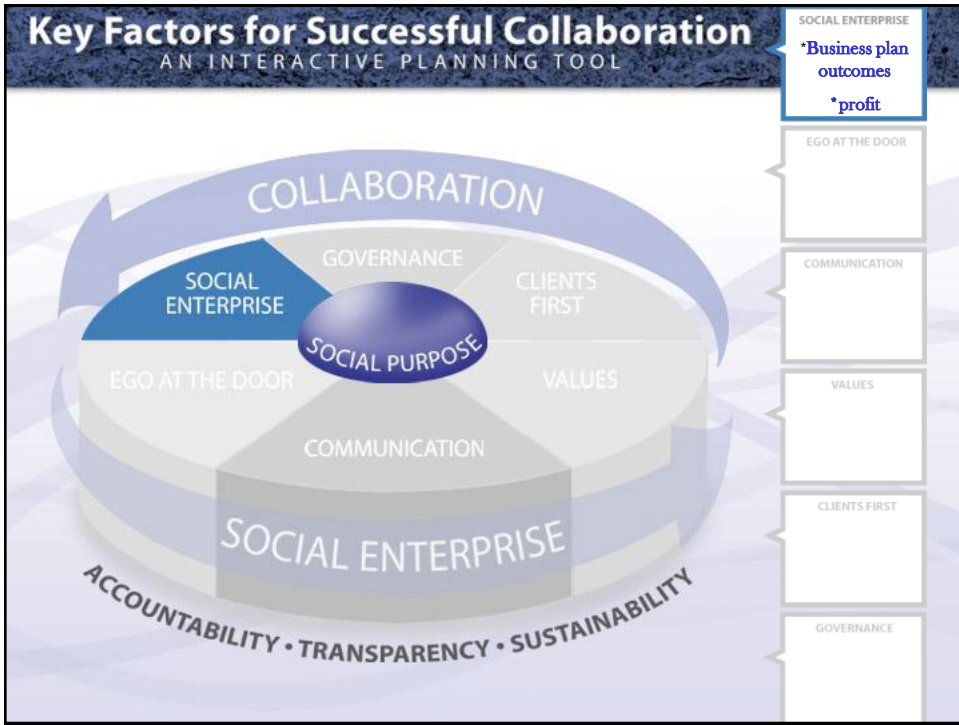 Key Factors for Successful Collaboration
AN INTERACTIVE PLANNING TOOL
SOCIAL ENTERPRISE
*Business plan
outcomes
*profit
EGO AT THE DOOR
COMMUNICATION
VALUES
CLIENTS FIRST
GOVERNANCE
COLLABORATION
GOVERNANCE
SOCIAL
ENTERPRISE
CLIENTS
FIRST
SOCIAL PURPOSE
EGO AT THE DOOR
VALUES
COMMUNICATION
SOCIAL ENTERPRISE
ACCOUNTABILITY • TRANSPARENCY • SUSTAINABILITY